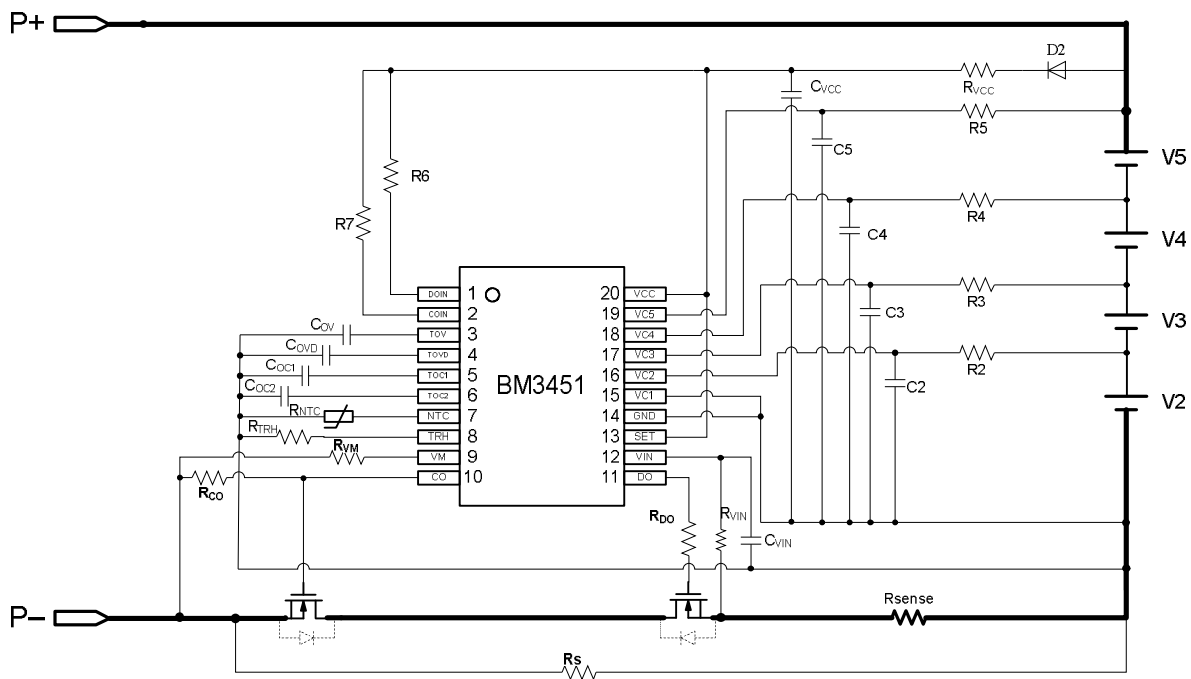 P+
D2
CVCC
RVCC
R5
C5
V5
R6
R4
R7
C4
V4
R3
C3
V3
R2
C2
V2
DOIN 1 20 VCC
COIN 2 19 VC5
COV TOV 3 18 VC4
COVD TOVD 4 17 VC3
COC1 TOC1 5 16 VC2
COC2 TOC2 6 15 VC1
RNTC NTC 7 14 GND
RTRH TRH 8 13 SET
RVM VM 9 12 VIN
RCO CO 10 11 DO
BM3451
RDO
RVIN
CVIN
P−
Rsense
Rs